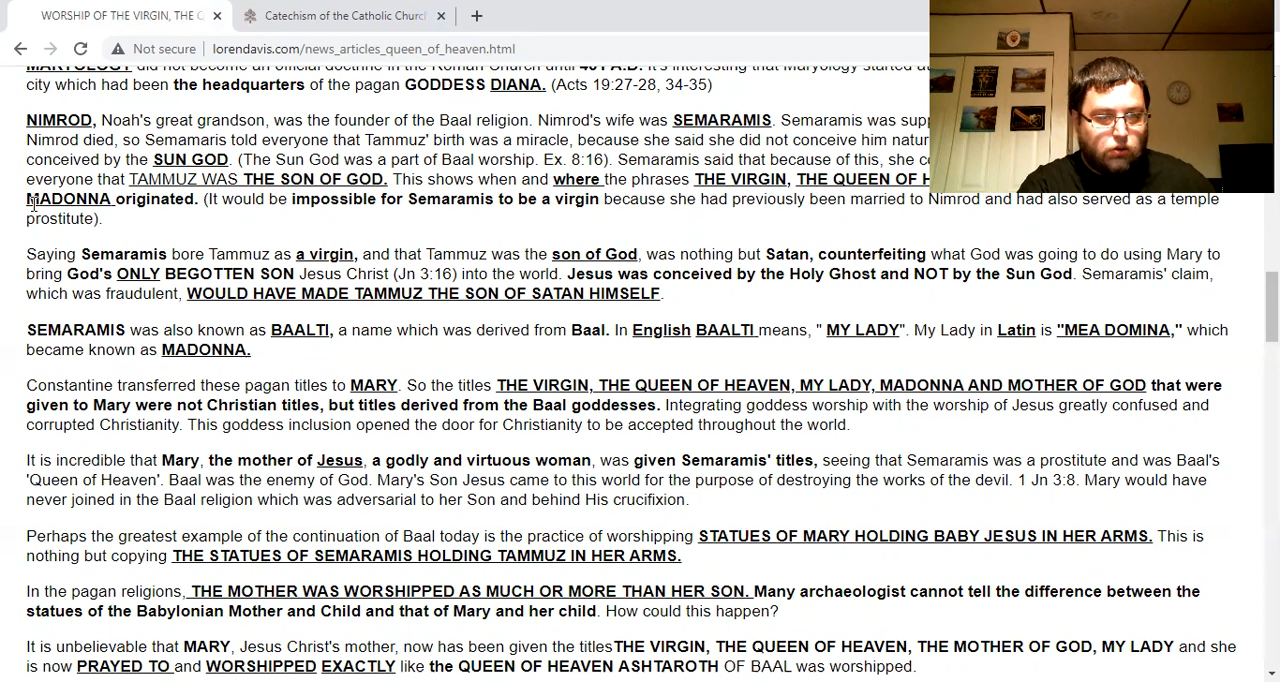 WORSHIP OF THE VIRGIN, THE Q
Catechism of the Catholic Church
Not secure | lorendavis.com/news_articles_queen_of_heaven.html
MARYOLOGY did not become an official doctrine in the Roman Church until 431 A.D. It's interesting that Maryology started
city which had been the headquarters of the pagan GODDESS DIANA. (Acts 19:27-28, 34-35)
NIMROD, Noah's great grandson, was the founder of the Baal religion. Nimrod's wife was SEMARAMIS. Semaramis was
Nimrod died, so Semamaris told everyone that Tammuz' birth was a miracle, because she said she did not conceive him
conceived by the SUN GOD. (The Sun God was a part of Baal worship. Ex. 8:16). Semaramis said that because of this, she
everyone that TAMMUZ WAS THE SON OF GOD. This shows when and where the phrases THE VIRGIN, THE QUEEN OF
MADONNA originated. (It would be impossible for Semaramis to be a virgin because she had previously been married to Nimrod and had also served as a temple
prostitute).
Saying Semaramis bore Tammuz as a virgin, and that Tammuz was the son of God, was nothing but Satan, counterfeiting what God was going to do using Mary to
bring God's ONLY BEGOTTEN SON Jesus Christ (Jn 3:16) into the world. Jesus was conceived by the Holy Ghost and NOT by the Sun God. Semaramis' claim,
which was fraudulent, WOULD HAVE MADE TAMMUZ THE SON OF SATAN HIMSELF.
SEMARAMIS was also known as BAALTI, a name which was derived from Baal. In English BAALTI means, " MY LADY". My Lady in Latin is "MEA DOMINA," which
became known as MADONNA.
Constantine transferred these pagan titles to MARY. So the titles THE VIRGIN, THE QUEEN OF HEAVEN, MY LADY, MADONNA AND MOTHER OF GOD that were
given to Mary were not Christian titles, but titles derived from the Baal goddesses. Integrating goddess worship with the worship of Jesus greatly confused and
corrupted Christianity. This goddess inclusion opened the door for Christianity to be accepted throughout the world.
It is incredible that Mary, the mother of Jesus, a godly and virtuous woman, was given Semaramis' titles, seeing that Semaramis was a prostitute and was Baal's
'Queen of Heaven'. Baal was the enemy of God. Mary's Son Jesus came to this world for the purpose of destroying the works of the devil. 1 Jn 3:8. Mary would have
never joined in the Baal religion which was adversarial to her Son and behind His crucifixion.
Perhaps the greatest example of the continuation of Baal today is the practice of worshipping STATUES OF MARY HOLDING BABY JESUS IN HER ARMS. This is
nothing but copying THE STATUES OF SEMARAMIS HOLDING TAMMUZ IN HER ARMS.
In the pagan religions, THE MOTHER WAS WORSHIPPED AS MUCH OR MORE THAN HER SON. Many archaeologist cannot tell the difference between the
statues of the Babylonian Mother and Child and that of Mary and her child. How could this happen?
It is unbelievable that MARY, Jesus Christ's mother, now has been given the titlesTHE VIRGIN, THE QUEEN OF HEAVEN, THE MOTHER OF GOD, MY LADY and she
is now PRAYED TO and WORSHIPPED EXACTLY like the QUEEN OF HEAVEN ASHTAROTH OF BAAL was worshipped.